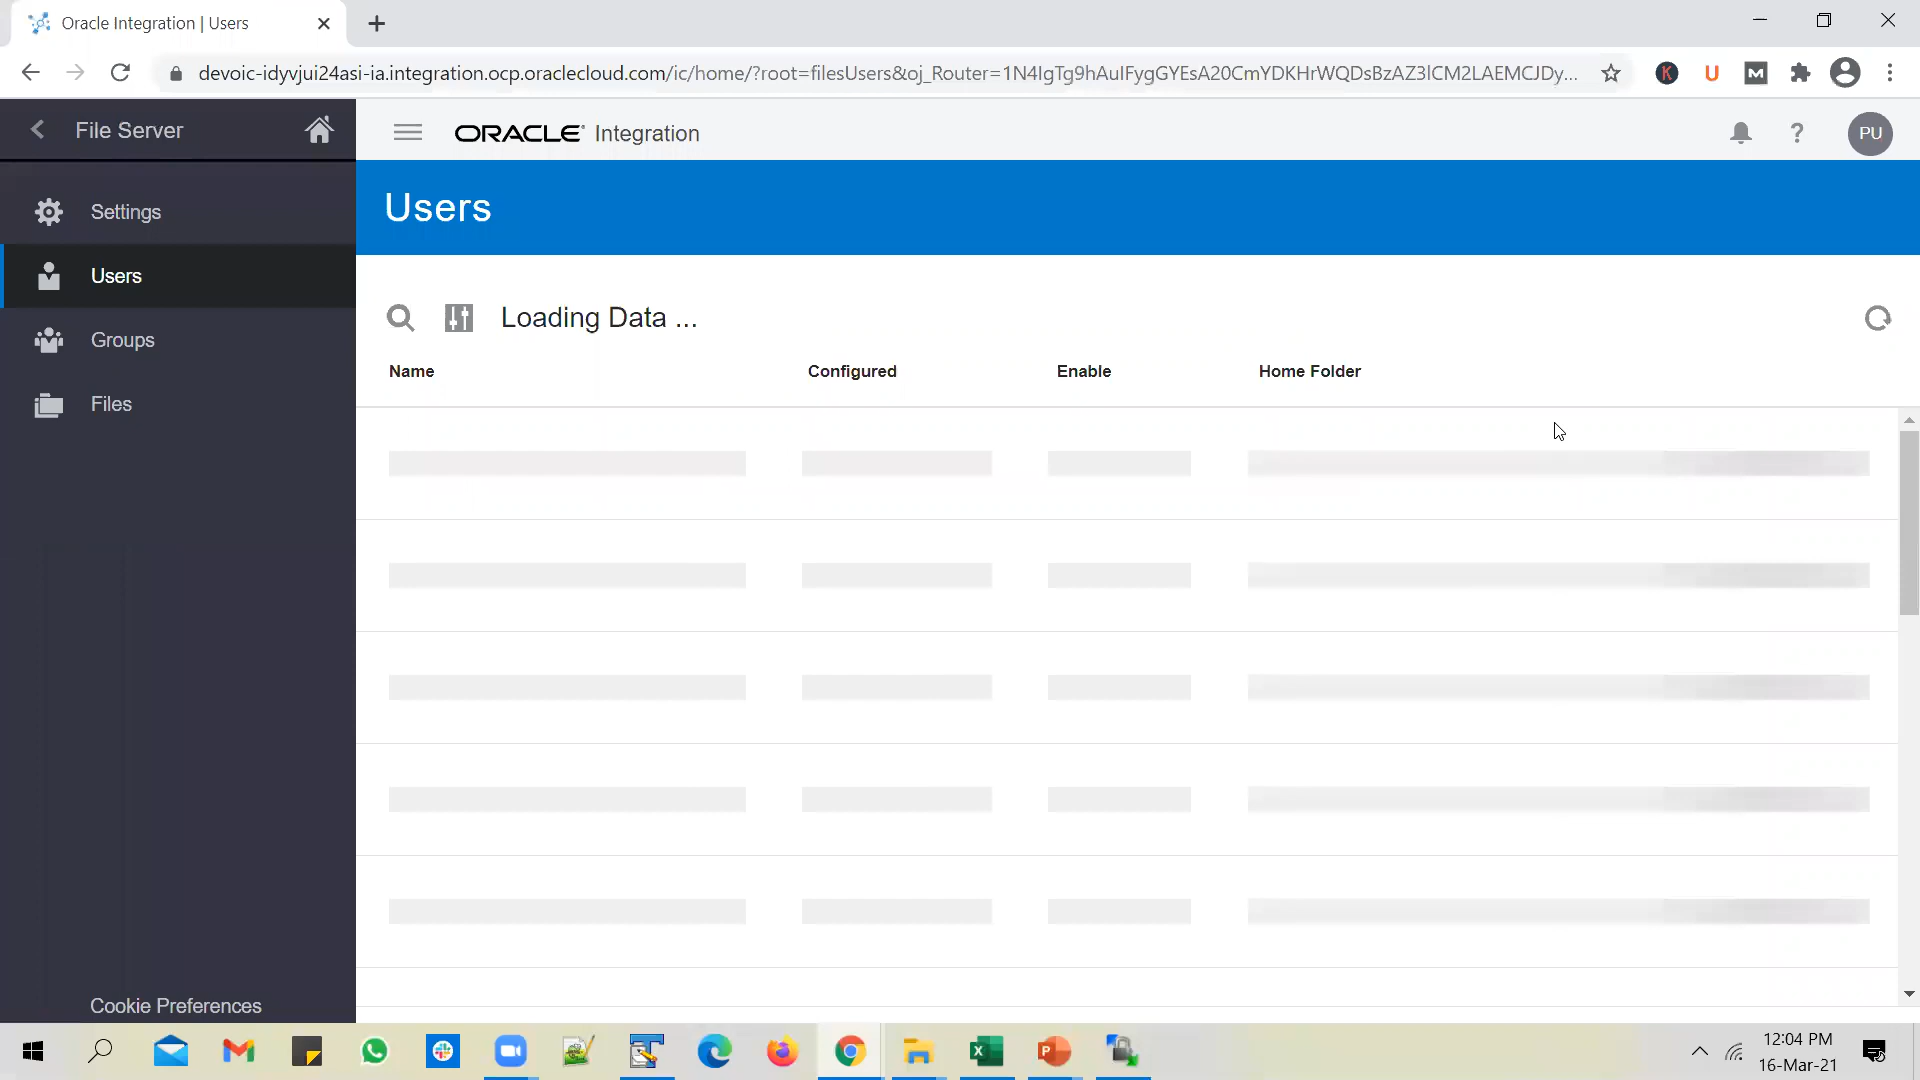 Oracle Integration | Users
devoic-idyvjui24asi-ia.integration.ocp.oraclecloud.com/ic/home/?root=filesUsers&oj_Router=1N4IgTg9hAuIFygGYEsA20CmYDKHrWQDsBzAZ3lCM2LAEMCJDy...
K U M
File Server
ORACLE Integration
? PU
Settings
Users
Users
Loading Data ...
Groups
Name Configured Enable Home Folder
Files
Cookie Preferences
12:04 PM
16-Mar-21